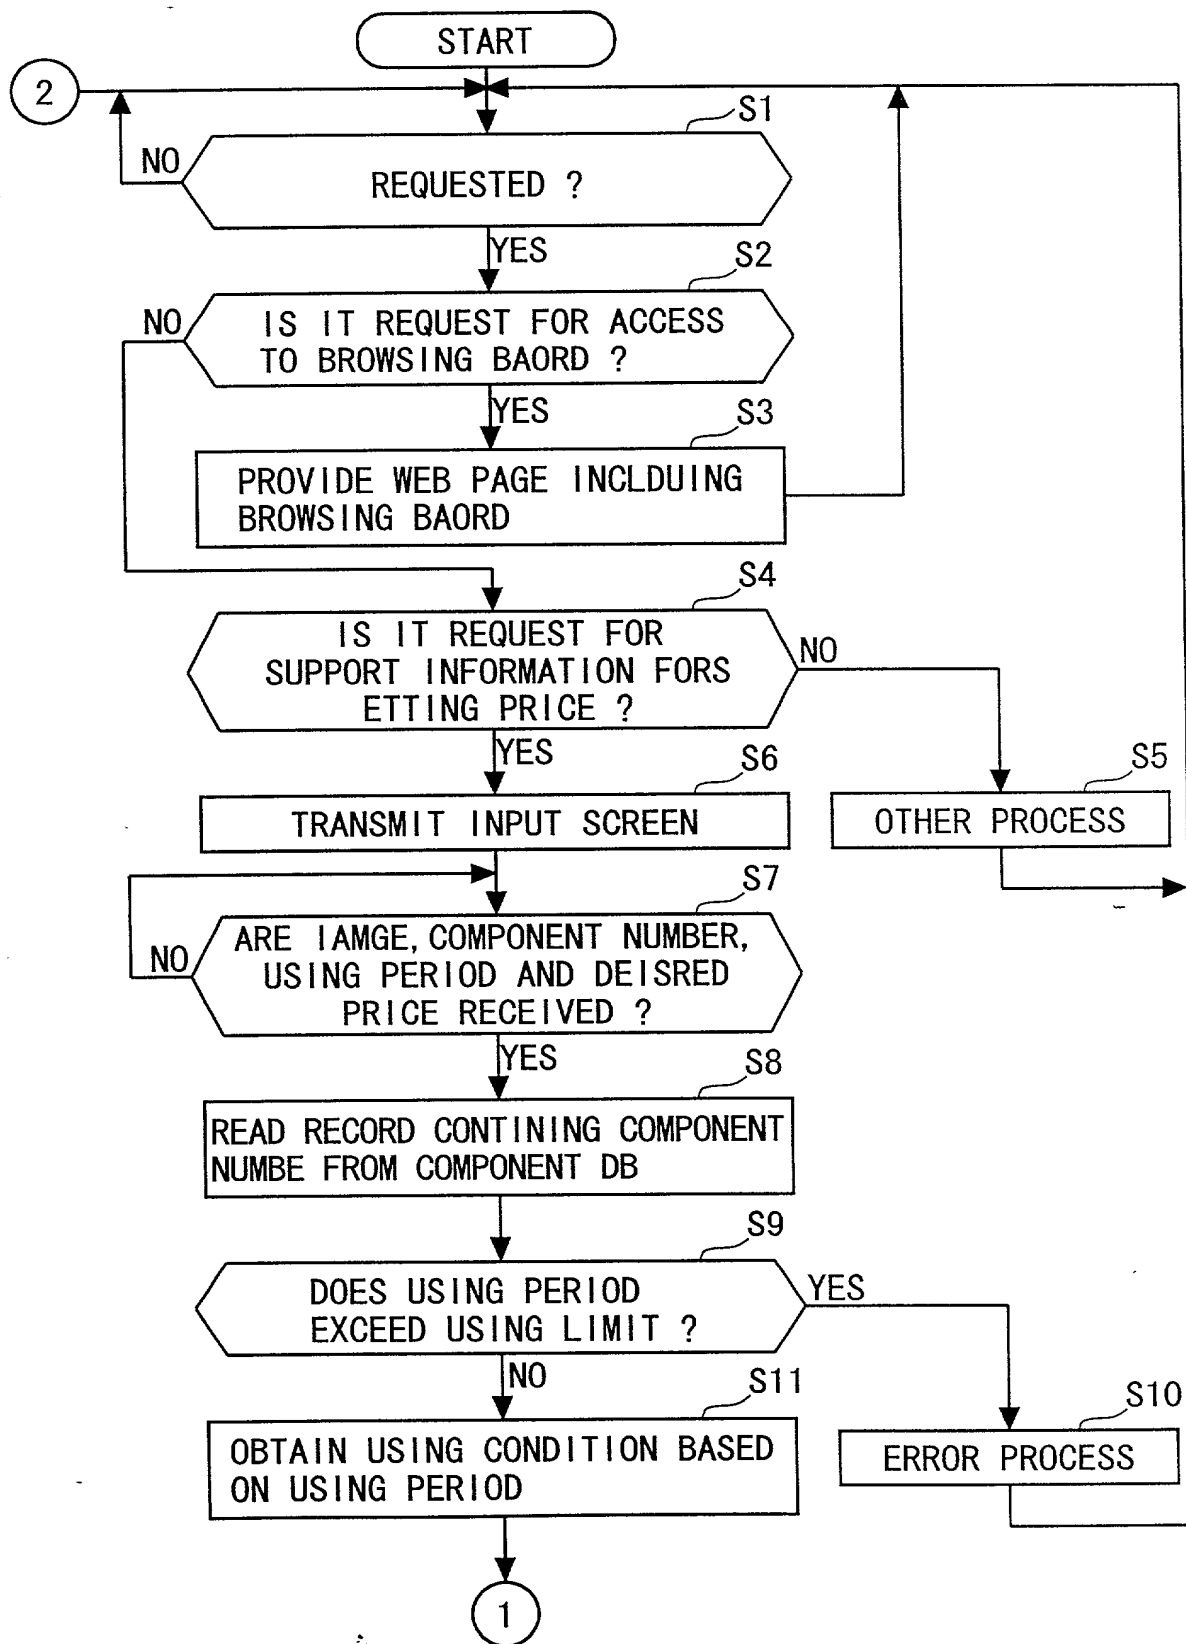 START
2
S1
NO
REQUESTED ?
YES
S2
NO
IS IT REQUEST FOR ACCESS
TO BROWSING BAORD ?
YES
S3
PROVIDE WEB PAGE INCLDUING
BROWSING BAORD
S4
IS IT REQUEST FOR
SUPPORT INFORMATION FORS
ETTING PRICE ?
NO
YES
S6
S5
TRANSMIT INPUT SCREEN
OTHER PROCESS
S7
ARE IAMGE, COMPONENT NUMBER,
NO
USING PERIOD AND DEISRED
PRICE RECEIVED ?
YES
S8
READ RECORD CONTINING COMPONENT
NUMBE FROM COMPONENT DB
S9
DOES USING PERIOD
EXCEED USING LIMIT ?
YES
NO
S11
S10
OBTAIN USING CONDITION BASED
ON USING PERIOD
ERROR PROCESS
1